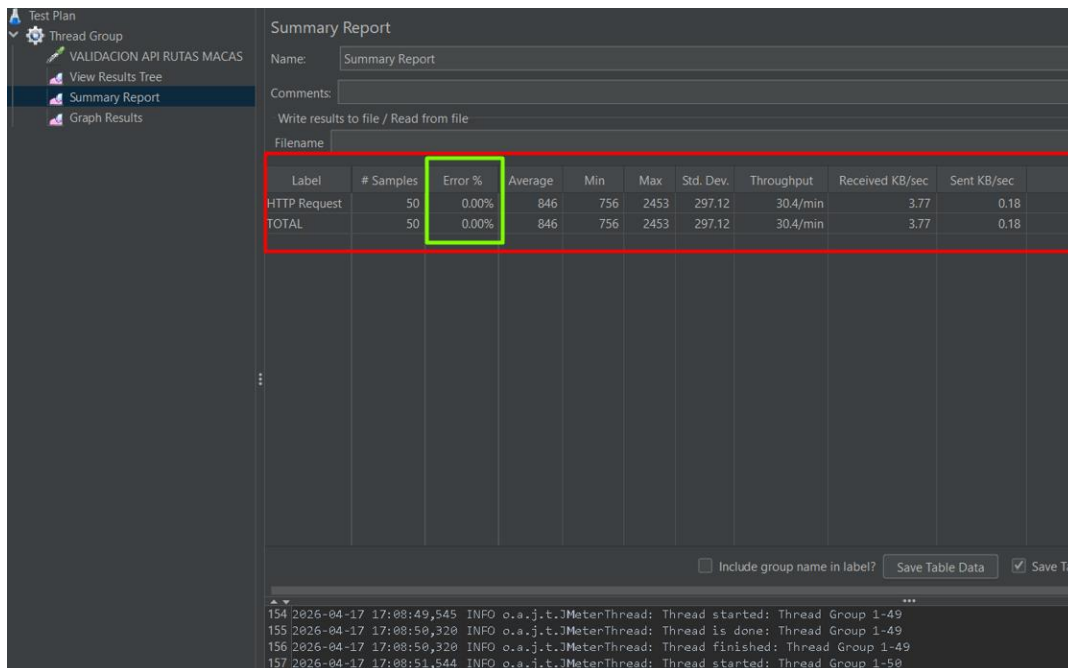 Test Plan
Thread Group
VALIDACION API RUTAS MACAS
View Results Tree
Summary Report
Graph Results
Summary Report
Name: Summary Report
Comments:
Write results to file / Read from file
Filename
Label # Samples Error % Average Min Max Std. Dev. Throughput Received KB/sec Sent KB/sec
HTTP Request 50 0.00% 846 756 2453 297.12 30.4/min 3.77 0.18
TOTAL 50 0.00% 846 756 2453 297.12 30.4/min 3.77 0.18
Include group name in label? Save Table Data Save T
154 2026-04-17 17:08:49,545 INFO o.a.j.t.JMeterThread: Thread started: Thread Group 1-49
155 2026-04-17 17:08:50,320 INFO o.a.j.t.JMeterThread: Thread is done: Thread Group 1-49
156 2026-04-17 17:08:50,320 INFO o.a.j.t.JMeterThread: Thread finished: Thread Group 1-49
157 2026-04-17 17:08:51,544 INFO o.a.j.t.JMeterThread: Thread started: Thread Group 1-50